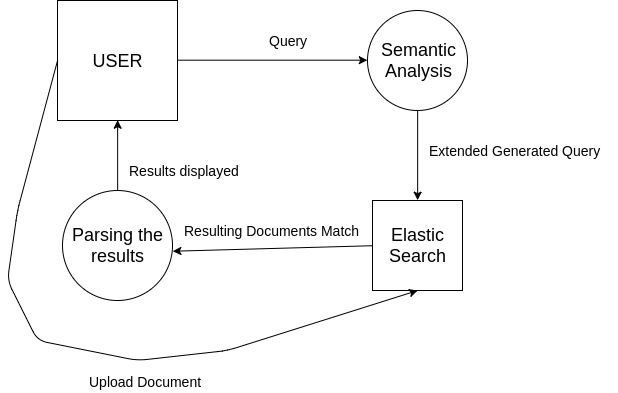 Query
USER
Semantic
Analysis
Extended Generated Query
Results displayed
Parsing the
results
Resulting Documents Match
Elastic
Search
Upload Document